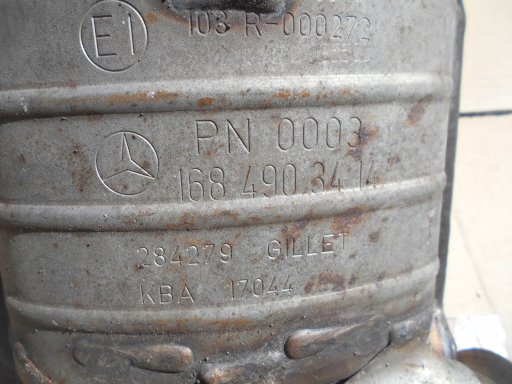 E1 103 R-000272
PN 0003
168 490 34 14
284279 GILLET
KBA 17044